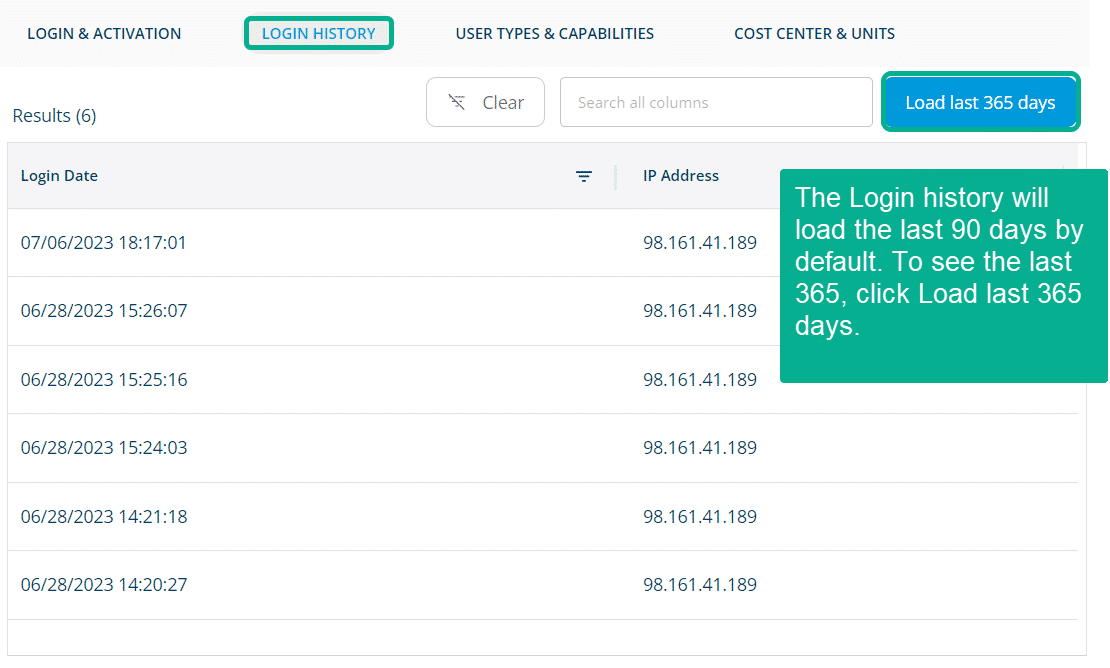 LOGIN & ACTIVATION LOGIN HISTORY USER TYPES & CAPABILITIES COST CENTER & UNITS
Results (6) Clear Search all columns Load last 365 days
Login Date IP Address
07/06/2023 18:17:01 98.161.41.189
06/28/2023 15:26:07 98.161.41.189
06/28/2023 15:25:16 98.161.41.189
06/28/2023 15:24:03 98.161.41.189
06/28/2023 14:21:18 98.161.41.189
06/28/2023 14:20:27 98.161.41.189
The Login history will
load the last 90 days by
default. To see the last
365, click Load last 365
days.